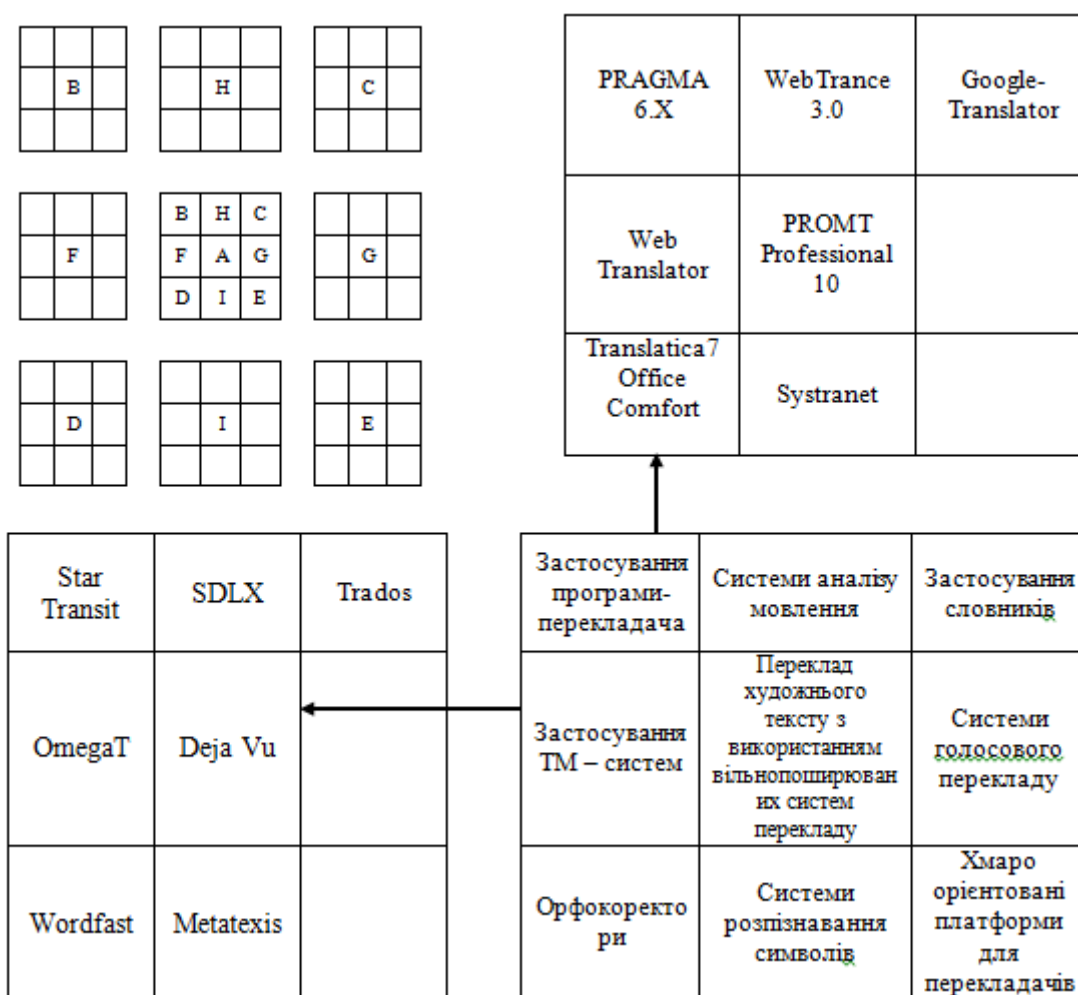 B
H
C
F
B H C
F A G
D I E
G
D
I
E
PRAGMA
6.X
WebTrance
3.0
Google-
Translator
Web
Translator
PROMT
Professional
10
Translatica7
Office
Comfort
Systranet
Star
Transit
SDLX
Trados
OmegaT
Deja Vu
Wordfast
Metatexis
Застосування
програми-
перекладача
Системи аналізу
мовлення
Застосування
словників
Застосування
ТМ – систем
Переклад
художнього
тексту з
використанням
вільнопоширюван
их систем
перекладу
Системи
голосового
перекладу
Орфокоректо
ри
Системи
розпізнавання
символів
Хмаро
орієнтовані
платформи
для
перекладачів